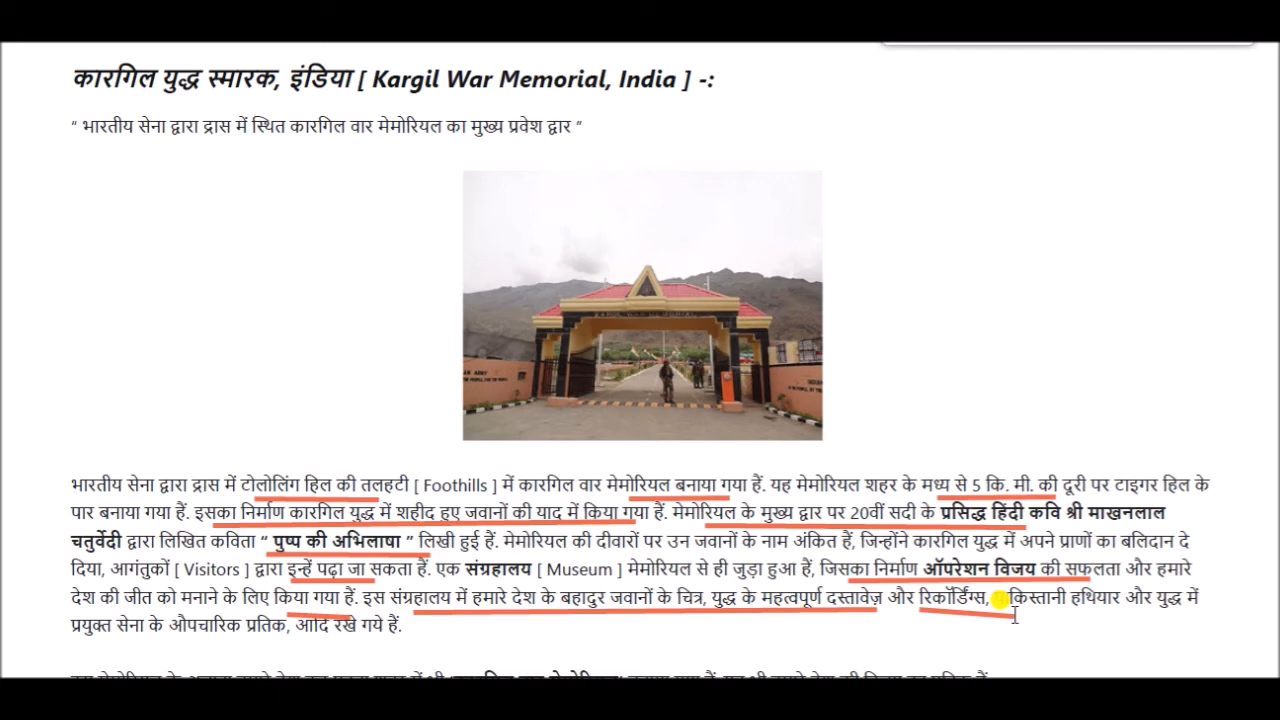 कारगिल युद्ध स्मारक, इंडिया [ Kargil War Memorial, India ] -:
“ भारतीय सेना द्वारा द्रास में स्थित कारगिल वार मेमोरियल का मुख्य प्रवेश द्वार ”
भारतीय सेना द्वारा द्रास में टोलोलिंग हिल की तलहटी [ Foothills ] में कारगिल वार मेमोरियल बनाया गया हैं. यह मेमोरियल शहर के मध्य से 5 कि. मी. की दूरी पर टाइगर हिल के
पार बनाया गया हैं. इसका निर्माण कारगिल युद्ध में शहीद हुए जवानों की याद में किया गया हैं. मेमोरियल के मुख्य द्वार पर 20वीं सदी के प्रसिद्ध हिंदी कवि श्री माखनलाल
चतुर्वेदी द्वारा लिखित कविता “ पुष्प की अभिलाषा ” लिखी हुई हैं. मेमोरियल की दीवारों पर उन जवानों के नाम अंकित हैं, जिन्होंने कारगिल युद्ध में अपने प्राणों का बलिदान दे
दिया, आगंतुकों [ Visitors ] द्वारा इन्हें पढ़ा जा सकता हैं. एक संग्रहालय [ Museum ] मेमोरियल से ही जुड़ा हुआ हैं, जिसका निर्माण ऑपरेशन विजय की सफलता और हमारे
देश की जीत को मनाने के लिए किया गया हैं. इस संग्रहालय में हमारे देश के बहादुर जवानों के चित्र, युद्ध के महत्वपूर्ण दस्तावेज़ और रिकॉर्डिंग्स, पाकिस्तानी हथियार और युद्ध में
प्रयुक्त सेना के औपचारिक प्रतिक, आदि रखे गये हैं.